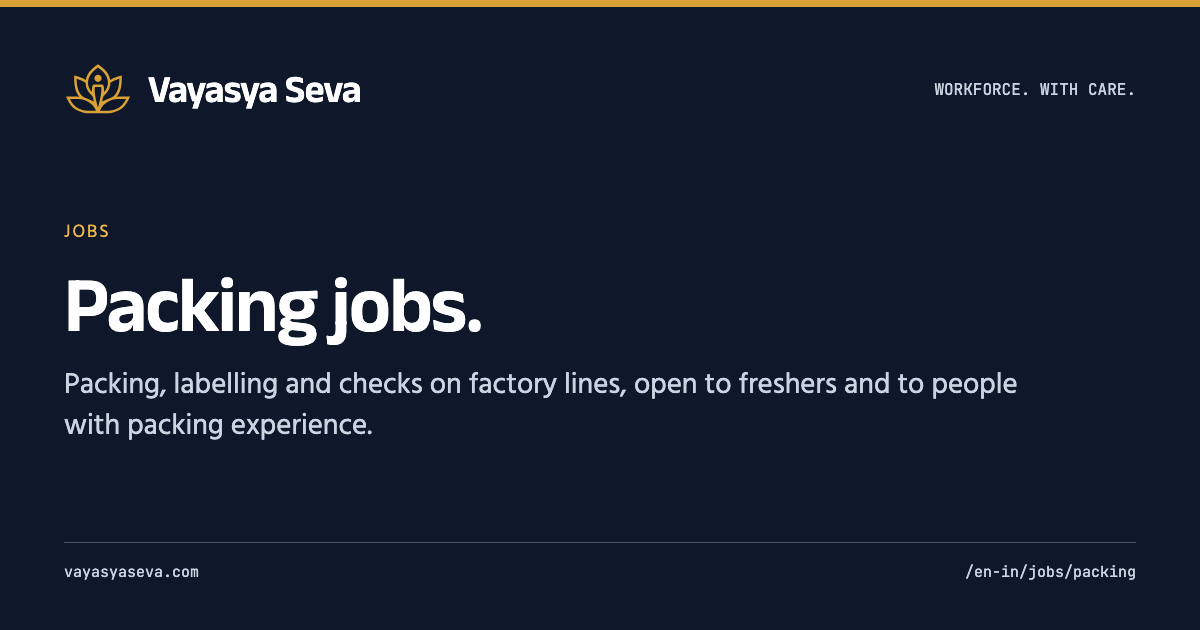 Vayasya Seva
WORKFORCE. WITH CARE.
JOBS
Packing jobs.
Packing, labelling and checks on factory lines, open to freshers and to people
with packing experience.
vayasyaseva.com
/en-in/jobs/packing